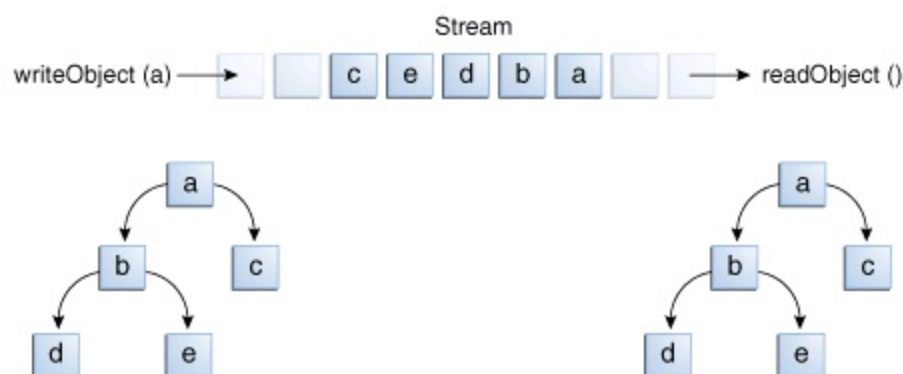 Stream
writeObject (a) c e d b a readObject ()
a a
b c b c
d e d e